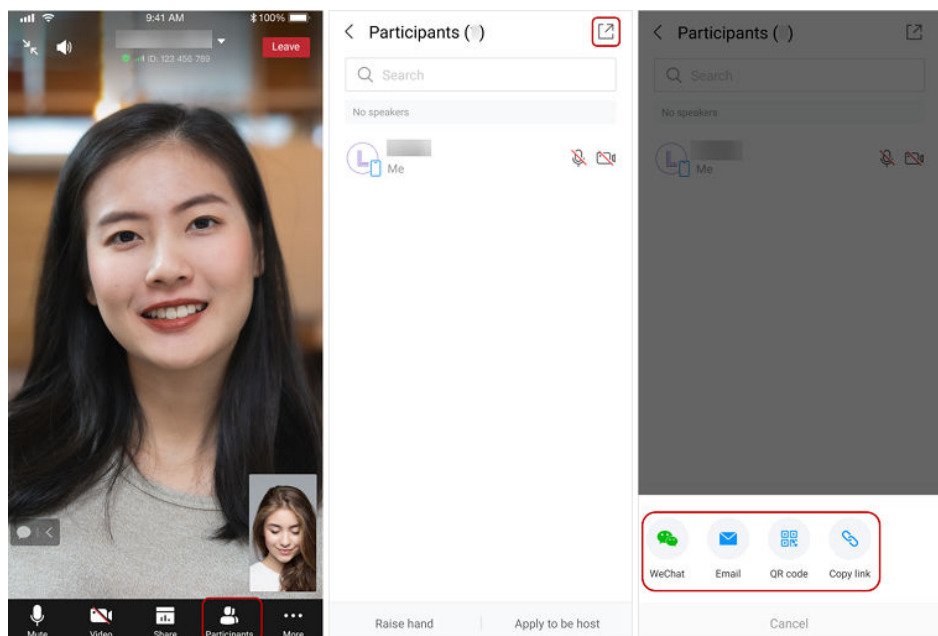 9:41 AM
100%
Leave
ID: 123 456 789
Mute
Video
Share
Participants
More
Participants ( )
Search
No speakers
L
Me
Raise hand
Apply to be host
Participants ( )
Search
No speakers
L
Me
WeChat
Email
QR code
Copy link
Cancel